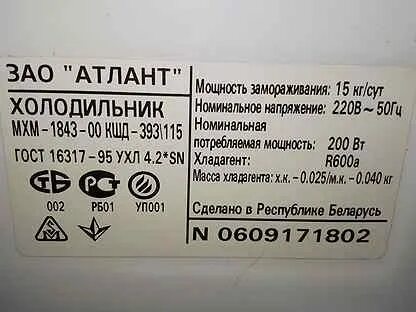 ЗАО "АТЛАНТ"
ХОЛОДИЛЬНИК
МХМ-1843-00 КШД-393\115
ГОСТ 16317-95 УХЛ 4.2*SN
002 РБ01 УП001
Мощность замораживания: 15 кг/сут
Номинальное напряжение: 220В ~ 50Гц
Номинальная
потребляемая мощность: 200 Вт
Хладагент: R600a
Масса хладагента: х.к. - 0.025/м.к. - 0.040 кг
Сделано в Республике Беларусь
N 0609171802